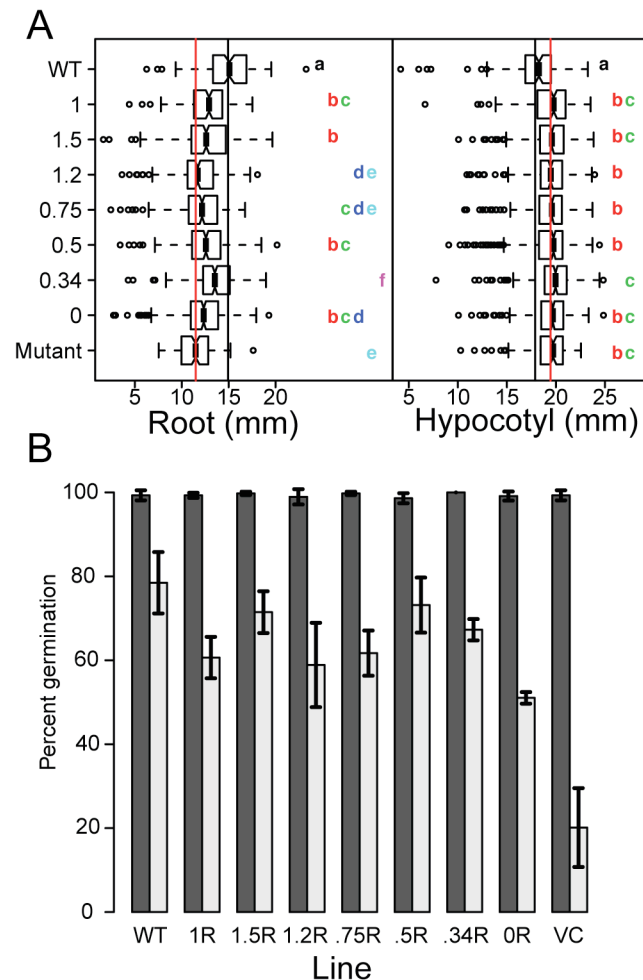 A
WT a a
1 b c b c
1.5 b b c
1.2 d e b
0.75 c d e b
0.5 b c b
0.34 f c
0 b c d b c
Mutant e b c
5 10 15 20 5 10 15 20 25
Root (mm) Hypocotyl (mm)
B
100
80
60
40
20
0
Percent germination
WT 1R 1.5R 1.2R .75R .5R .34R 0R VC
Line